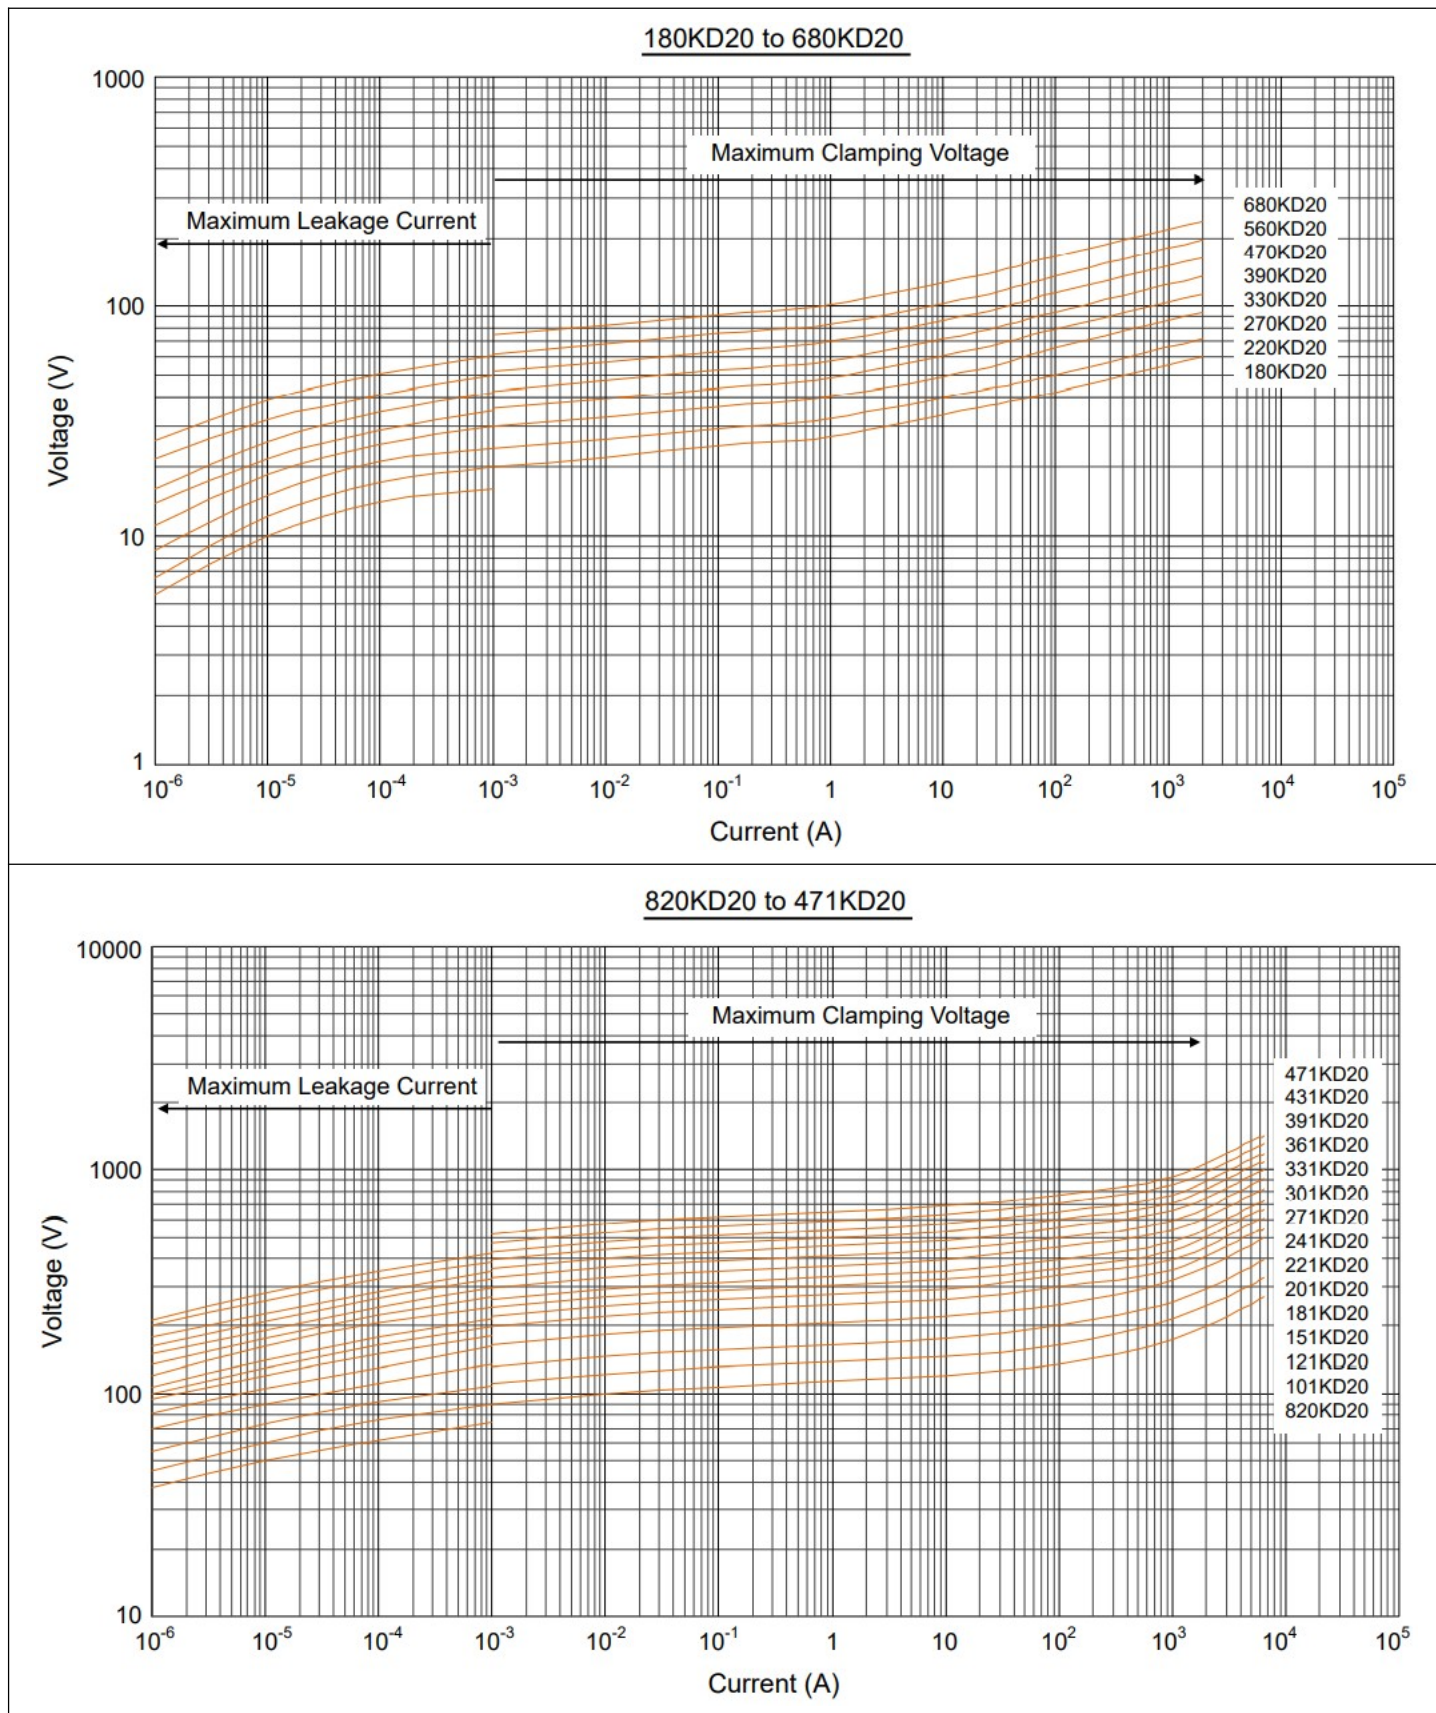 180KD20 to 680KD20
1000
Maximum Clamping Voltage
Maximum Leakage Current
680KD20
560KD20
470KD20
390KD20
330KD20
270KD20
220KD20
180KD20
100
10
1
Voltage (V)
10-6 10-5 10-4 10-3 10-2 10-1 1 10 102 103 104 105
Current (A)
820KD20 to 471KD20
10000
Maximum Clamping Voltage
Maximum Leakage Current
471KD20
431KD20
391KD20
361KD20
331KD20
301KD20
271KD20
241KD20
221KD20
201KD20
181KD20
151KD20
121KD20
101KD20
820KD20
1000
100
10
Voltage (V)
10-6 10-5 10-4 10-3 10-2 10-1 1 10 102 103 104 105
Current (A)